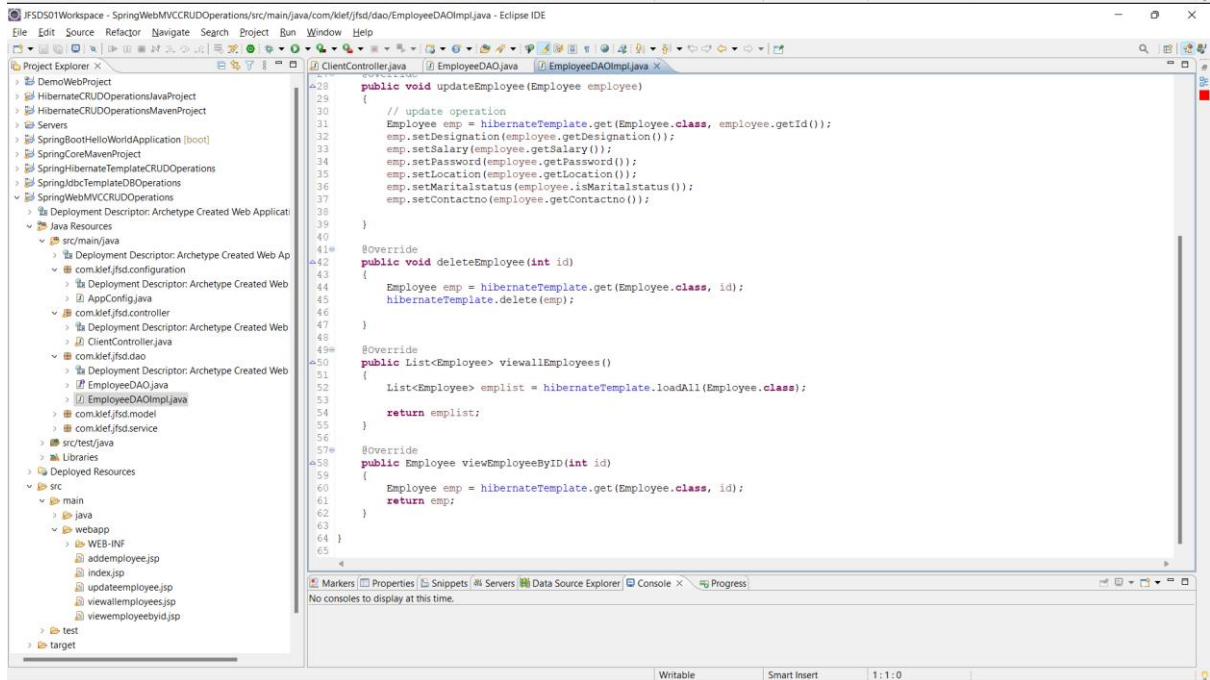 JFSDS01Workspace - SpringWebMVCCRUDOperations/src/main/java/com/klef/jfsd/dao/EmployeeDAOImpl.java - Eclipse IDE
File Edit Source Refactor Navigate Search Project Run Window Help
Project Explorer
DemoWebProject
HibernateCRUDOperationsJavaProject
HibernateCRUDOperationsMavenProject
Servers
SpringBootHelloWorldApplication [boot]
SpringCoreMavenProject
SpringHibernateTemplateCRUDOperations
SpringJdbcTemplateDBOperations
SpringWebMVCCRUDOperations
Deployment Descriptor: Archetype Created Web Applicati
Java Resources
src/main/java
Deployment Descriptor: Archetype Created Web Ap
com.klef.jfsd.configuration
Deployment Descriptor: Archetype Created Web
AppConfig.java
com.klef.jfsd.controller
Deployment Descriptor: Archetype Created Web
ClientController.java
com.klef.jfsd.dao
Deployment Descriptor: Archetype Created Web
EmployeeDAO.java
EmployeeDAOImpl.java
com.klef.jfsd.model
com.klef.jfsd.service
src/test/java
Libraries
Deployed Resources
src
main
java
webapp
WEB-INF
addemployee.jsp
index.jsp
updateemployee.jsp
viewallemployees.jsp
viewemployeebyid.jsp
test
target
ClientController.java EmployeeDAO.java EmployeeDAOImpl.java
28 public void updateEmployee(Employee employee)
29 {
30 // update operation
31 Employee emp = hibernateTemplate.get(Employee.class, employee.getId());
32 emp.setDesignation(employee.getDesignation());
33 emp.setSalary(employee.getSalary());
34 emp.setPassword(employee.getPassword());
35 emp.setLocation(employee.getLocation());
36 emp.setMaritalstatus(employee.isMaritalstatus());
37 emp.setContactno(employee.getContactno());
38
39 }
40
41 @Override
42 public void deleteEmployee(int id)
43 {
44 Employee emp = hibernateTemplate.get(Employee.class, id);
45 hibernateTemplate.delete(emp);
46
47 }
48
49 @Override
50 public List<Employee> viewallEmployees()
51 {
52 List<Employee> emplist = hibernateTemplate.loadAll(Employee.class);
53
54 return emplist;
55 }
56
57 @Override
58 public Employee viewEmployeeByID(int id)
59 {
60 Employee emp = hibernateTemplate.get(Employee.class, id);
61 return emp;
62 }
63
64 }
65
Markers Properties Snippets Servers Data Source Explorer Console Progress
No consoles to display at this time.
Writable Smart Insert 1:1:0